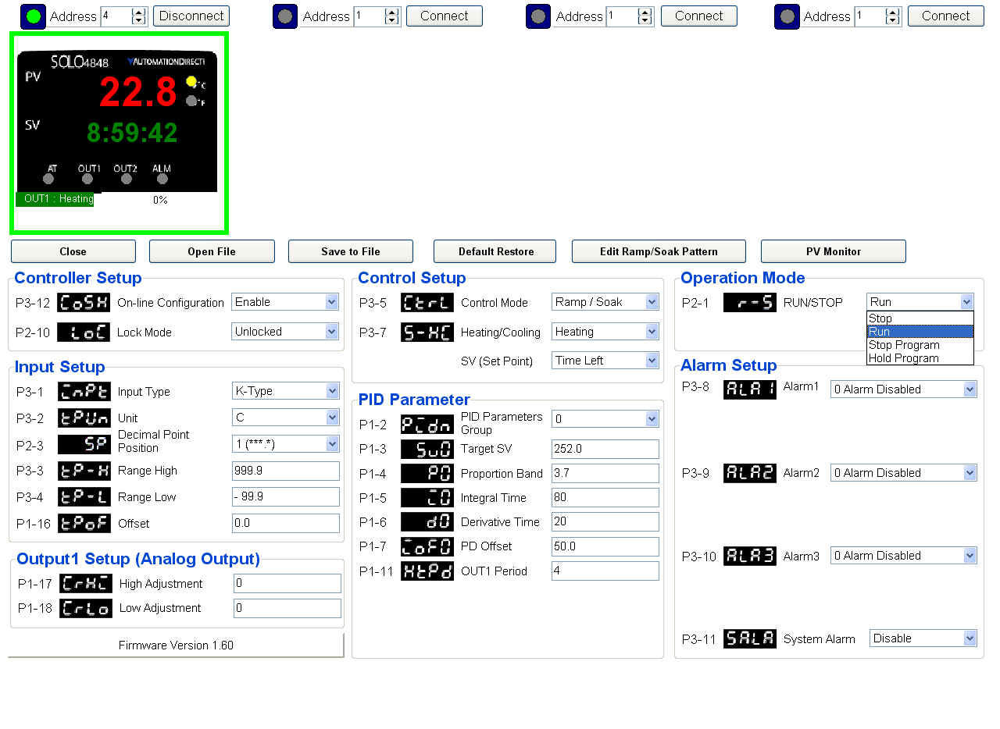 Address 4 Disconnect Address 1 Connect Address 1 Connect Address 1 Connect
SOLO4848 AUTOMATIONDIRECT
PV 22.8 °C
°F
SV 8:59:42
AT OUT1 OUT2 ALM
OUT1 : Heating 0%
Close Open File Save to File Default Restore Edit Ramp/Soak Pattern PV Monitor
Controller Setup
P3-12 CoSH On-line Configuration Enable
P2-10 LoC Lock Mode Unlocked
Input Setup
P3-1 InPt Input Type K-Type
P3-2 tPUn Unit C
P2-3 SP Decimal Point
Position 1 (***.*)
P3-3 tP-H Range High 999.9
P3-4 tP-L Range Low - 99.9
P1-16 tPoF Offset 0.0
Output1 Setup (Analog Output)
P1-17 CrHI High Adjustment 0
P1-18 CrLo Low Adjustment 0
Firmware Version 1.60
Control Setup
P3-5 CtrL Control Mode Ramp / Soak
P3-7 S-HC Heating/Cooling Heating
SV (Set Point) Time Left
PID Parameter
P1-2 Pidn PID Parameters
Group 0
P1-3 Sv0 Target SV 252.0
P1-4 P0 Proportion Band 3.7
P1-5 i0 Integral Time 80
P1-6 d0 Derivative Time 20
P1-7 ioF0 PD Offset 50.0
P1-11 HtPd OUT1 Period 4
Operation Mode
P2-1 r-S RUN/STOP Run
Stop
Run
Stop Program
Hold Program
Alarm Setup
P3-8 ALA1 Alarm1 0 Alarm Disabled
P3-9 ALA2 Alarm2 0 Alarm Disabled
P3-10 ALA3 Alarm3 0 Alarm Disabled
P3-11 SALA System Alarm Disable